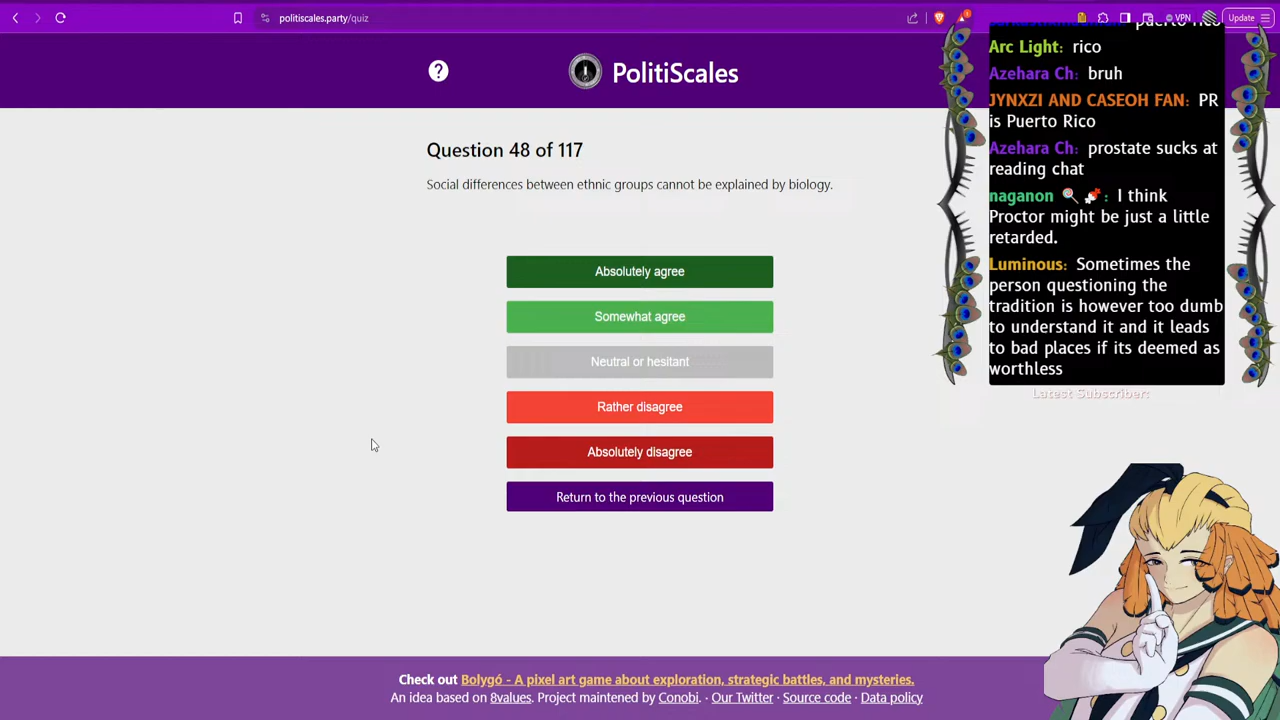 politiscales.party/quiz
VPN
Update
PolitiScales
?
Question 48 of 117
Social differences between ethnic groups cannot be explained by biology.
Absolutely agree
Somewhat agree
Neutral or hesitant
Rather disagree
Absolutely disagree
Return to the previous question
puerto rico
Arc Light: rico
Azehara Ch: bruh
JYNXZI AND CASEOH FAN: PR
is Puerto Rico
Azehara Ch: prostate sucks at
reading chat
naganon : I think
Proctor might be just a little
retarded.
Luminous: Sometimes the
person questioning the
tradition is however too dumb
to understand it and it leads
to bad places if its deemed as
worthless
Latest Subscriber:
Check out Bolygó - A pixel art game about exploration, strategic battles, and mysteries.
An idea based on 8values. Project maintened by Conobi. · Our Twitter · Source code · Data policy